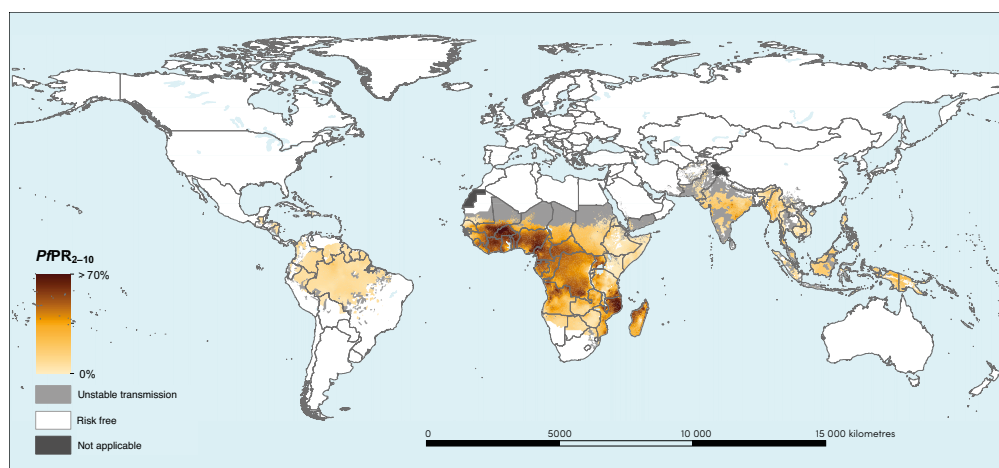 PfPR2–10
> 70%
0%
Unstable transmission
Risk free
Not applicable
0 5000 10 000 15 000 kilometres